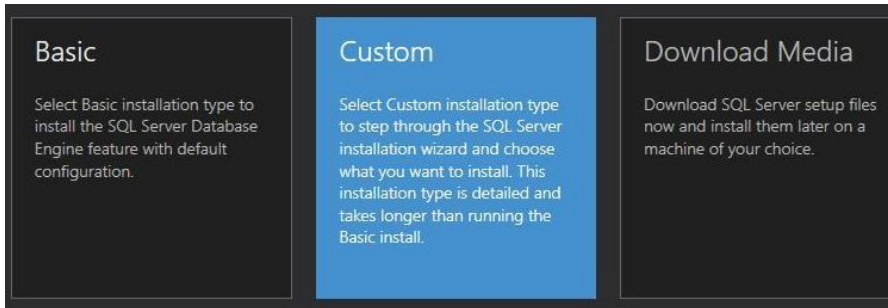 Basic
Select Basic installation type to
install the SQL Server Database
Engine feature with default
configuration.
Custom
Select Custom installation type
to step through the SQL Server
installation wizard and choose
what you want to install. This
installation type is detailed and
takes longer than running the
Basic install.
Download Media
Download SQL Server setup files
now and install them later on a
machine of your choice.